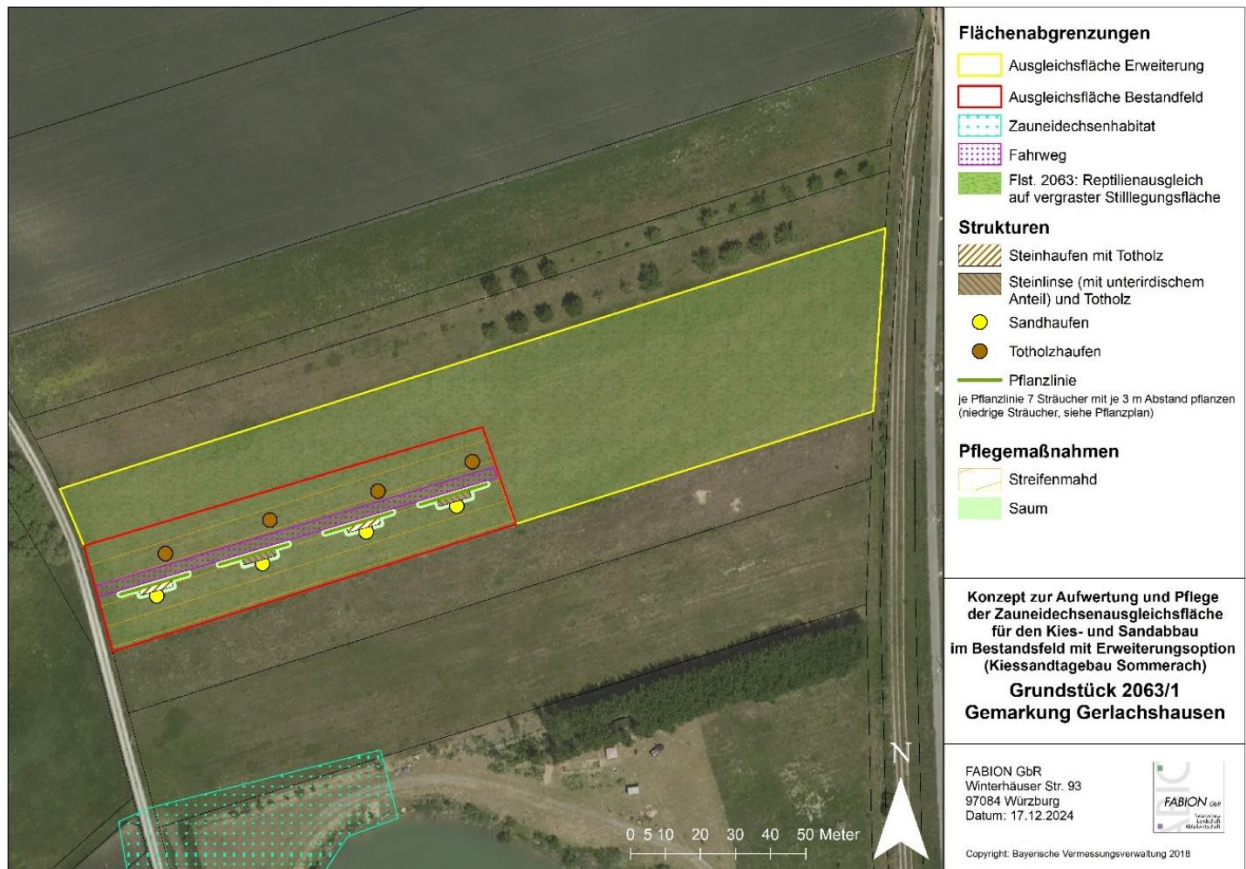 Flächenabgrenzungen
Ausgleichsfläche Erweiterung
Ausgleichsfläche Bestandfeld
Zauneidechsenhabitat
Fahrweg
Flst. 2063: Reptilienausgleich
auf vergraster Stilllegungsfläche
Strukturen
Steinhaufen mit Totholz
Steinlinse (mit unterirdischem
Anteil) und Totholz
Sandhaufen
Totholzhaufen
Pflanzlinie
je Pflanzlinie 7 Sträucher mit je 3 m Abstand pflanzen
(niedrige Sträucher, siehe Pflanzplan)
Pflegemaßnahmen
Streifenmahd
Saum
Konzept zur Aufwertung und Pflege
der Zauneidechsenausgleichsfläche
für den Kies- und Sandabbau
im Bestandsfeld mit Erweiterungsoption
(Kiessandtagebau Sommerach)
Grundstück 2063/1
Gemarkung Gerlachshausen
N
0 5 10 20 30 40 50 Meter
FABION GbR
Winterhäuser Str. 93
97084 Würzburg
Datum: 17.12.2024
FABION GbR
Copyright: Bayerische Vermessungsverwaltung 2018